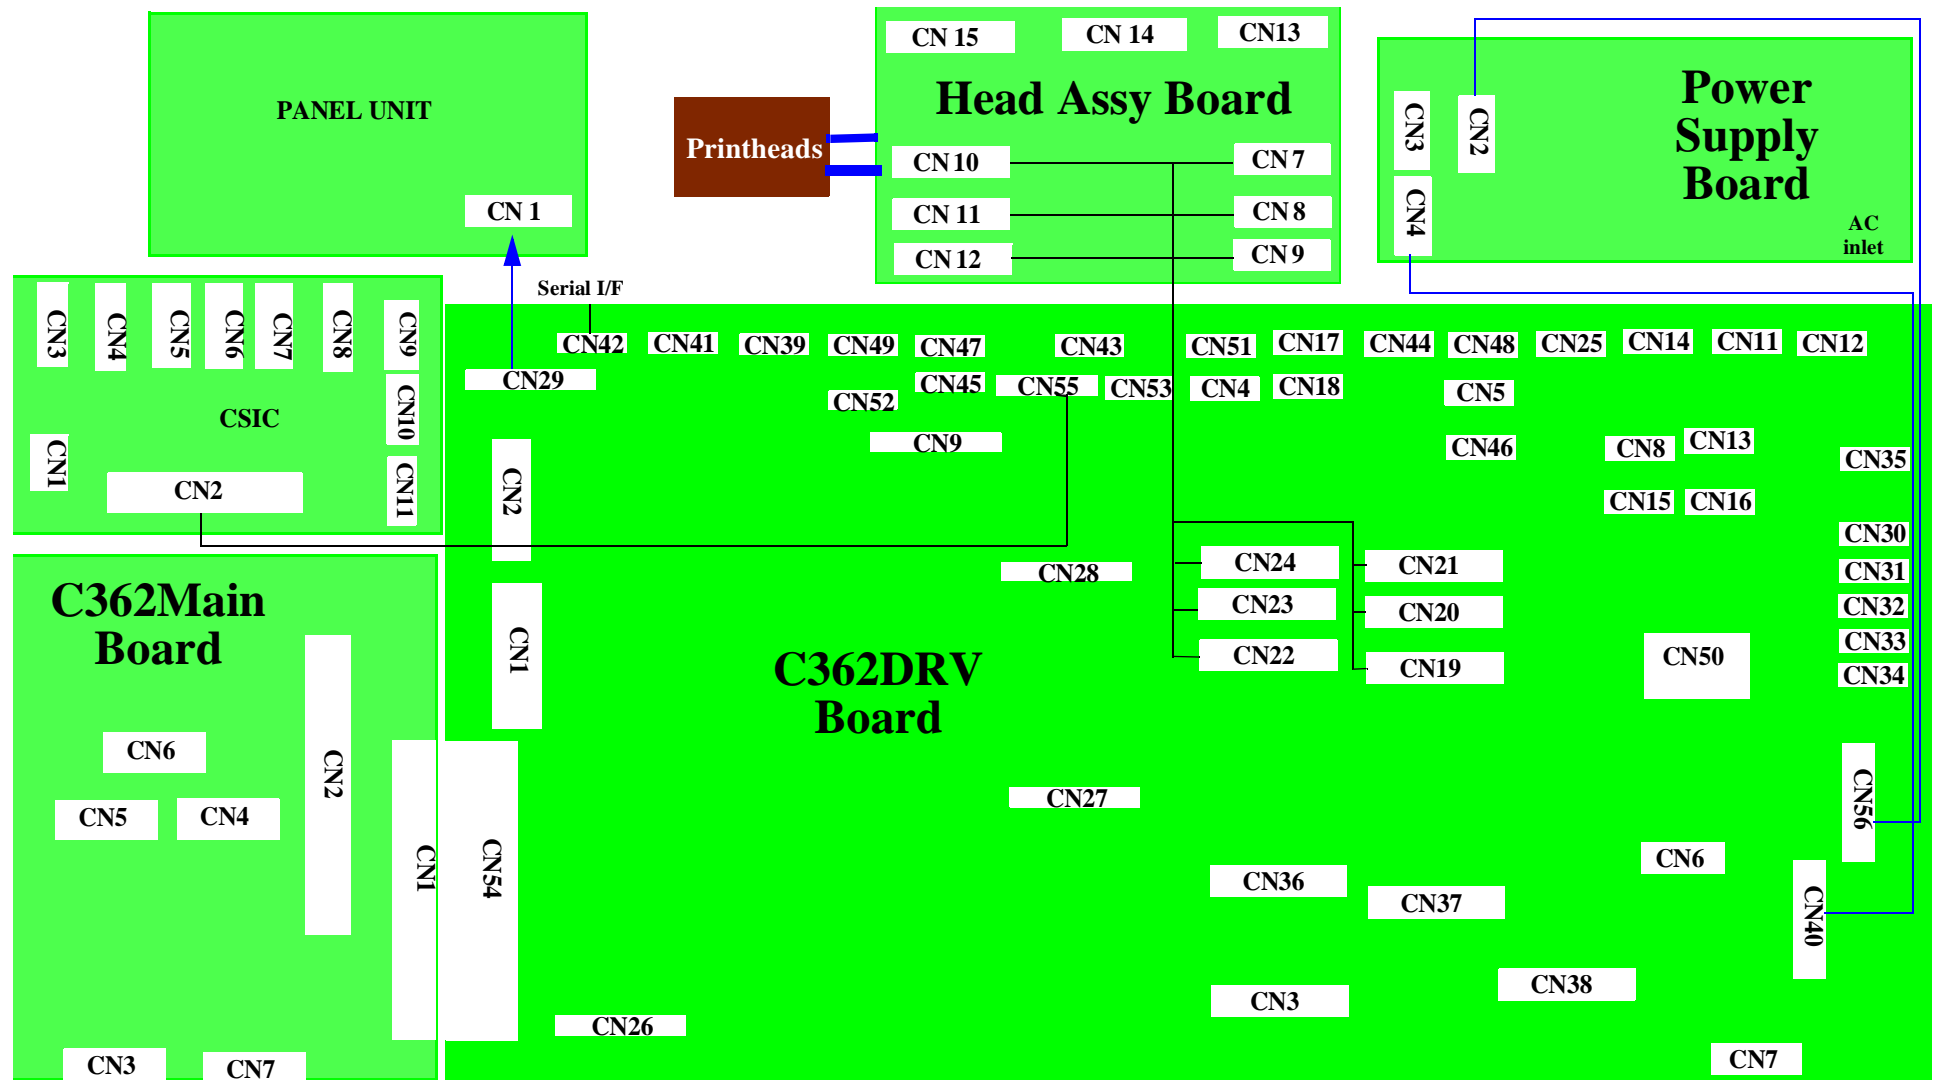 PANEL UNIT
CN 1
Printheads
CN 15
CN 14
CN13
Head Assy Board
CN 10
CN 7
CN 11
CN 8
CN 12
CN 9
CN3
CN2
CN4
Power
Supply
Board
AC
inlet
CN3
CN4
CN5
CN6
CN7
CN8
CN9
CN10
CN11
CSIC
CN1
CN2
Serial I/F
CN42
CN41
CN39
CN49
CN47
CN43
CN51
CN17
CN44
CN48
CN25
CN14
CN11
CN12
CN29
CN52
CN45
CN55
CN53
CN4
CN18
CN5
CN9
CN46
CN8
CN13
CN35
CN2
CN15
CN16
CN30
CN28
CN24
CN21
CN31
CN23
CN20
CN32
CN1
CN22
CN19
CN50
CN33
CN34
C362DRV
Board
CN27
CN56
CN54
CN36
CN37
CN6
CN40
CN38
CN3
CN26
CN7
C362Main
Board
CN6
CN5
CN4
CN2
CN1
CN3
CN7